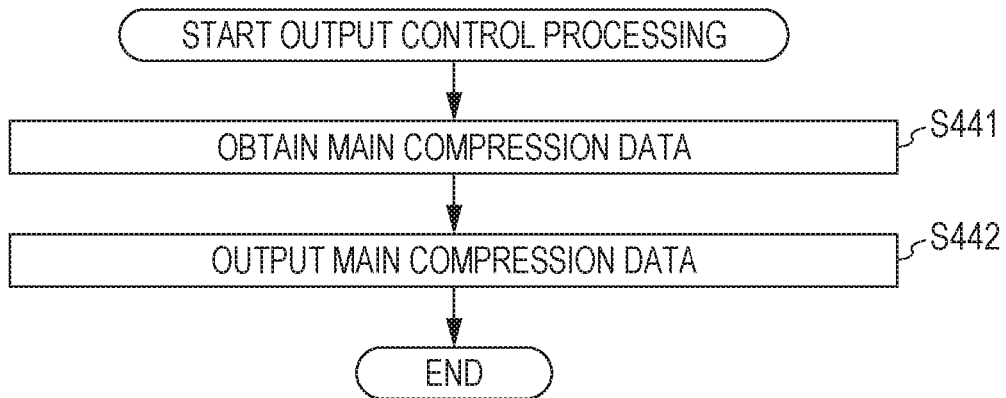 START OUTPUT CONTROL PROCESSING
OBTAIN MAIN COMPRESSION DATA
S441
OUTPUT MAIN COMPRESSION DATA
S442
END